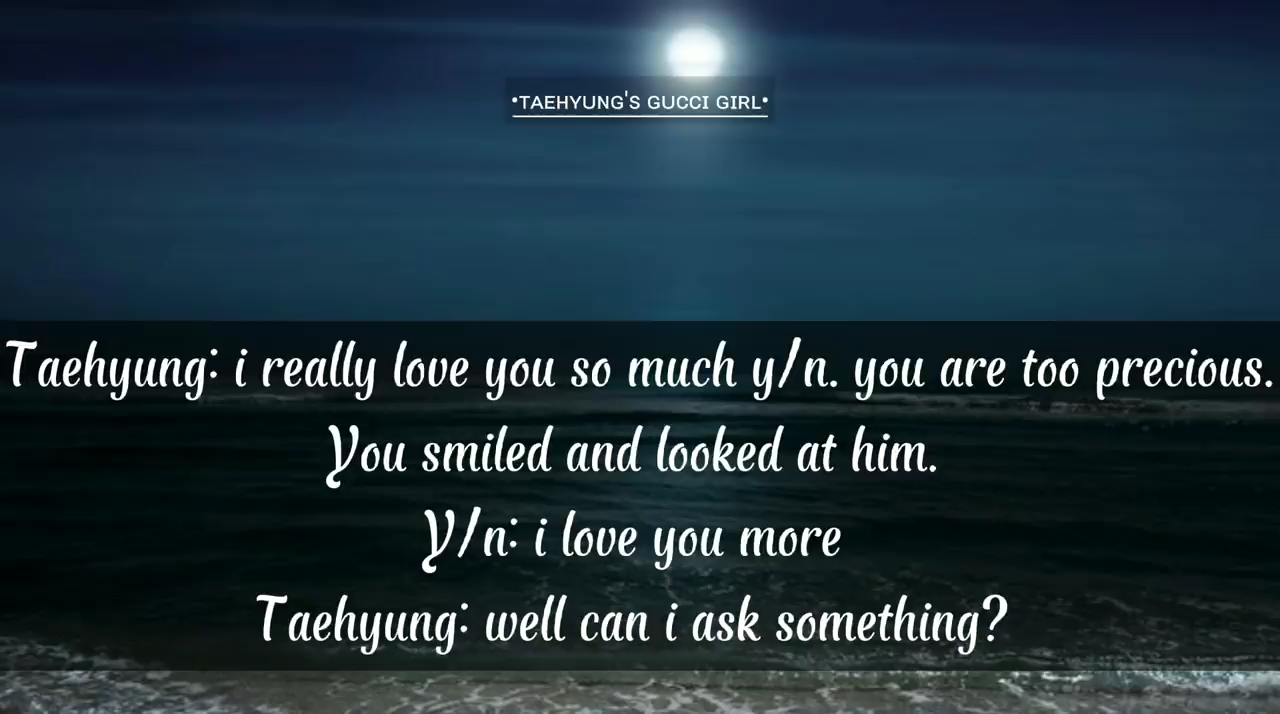 •TAEHYUNG'S GUCCI GIRL•
Taehyung: i really love you so much y/n. you are too precious.
You smiled and looked at him.
Y/n: i love you more
Taehyung: well can i ask something?